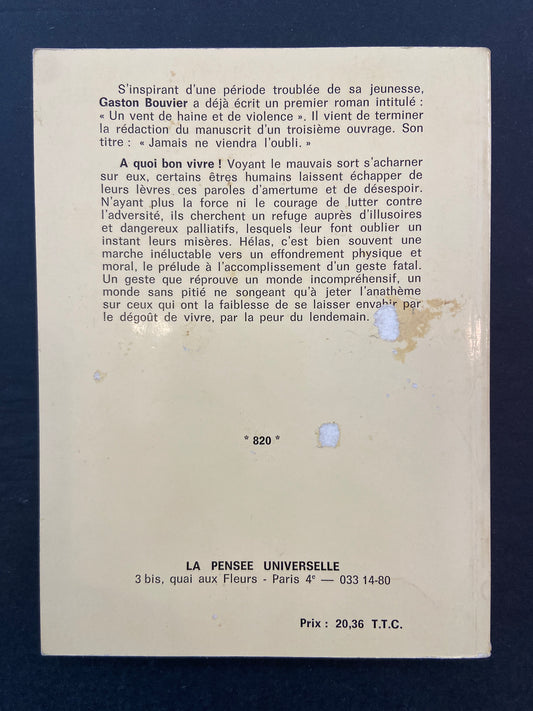 S'inspirant d'une période troublée de sa jeunesse,
Gaston Bouvier a déjà écrit un premier roman intitulé :
« Un vent de haine et de violence ». Il vient de terminer
la rédaction du manuscrit d'un troisième ouvrage. Son
titre : « Jamais ne viendra l'oubli. »
A quoi bon vivre ! Voyant le mauvais sort s'acharner
sur eux, certains êtres humains laissent échapper de
leurs lèvres ces paroles d'amertume et de désespoir.
N'ayant plus la force ni le courage de lutter contre
l'adversité, ils cherchent un refuge auprès d'illusoires
et dangereux palliatifs, lesquels leur font oublier un
instant leurs misères. Hélas, c'est bien souvent une
marche inéluctable vers un effondrement physique et
moral, le prélude à l'accomplissement d'un geste fatal.
Un geste que réprouve un monde incompréhensif, un
monde sans pitié ne songeant qu'à jeter l'anathème
sur ceux qui ont la faiblesse de se laisser envahir par
le dégoût de vivre, par la peur du lendemain.
* 820 *
LA PENSEE UNIVERSELLE
3 bis, quai aux Fleurs - Paris 4e — 033 14-80
Prix : 20,36 T.T.C.